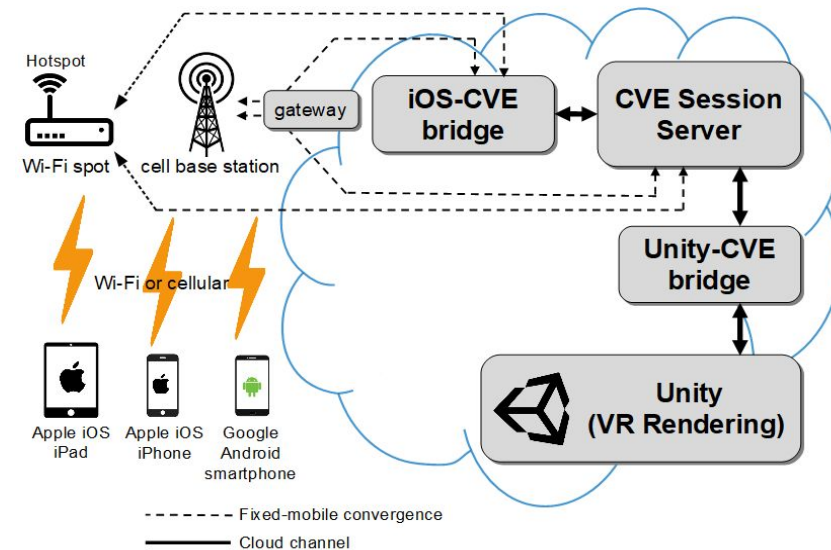 Hotspot
Wi-Fi spot
cell base station
gateway
iOS-CVE
bridge
CVE Session
Server
Unity-CVE
bridge
Wi-Fi or cellular
Unity
(VR Rendering)
Apple iOS
iPad
Apple iOS
iPhone
Google
Android
smartphone
Fixed-mobile convergence
Cloud channel